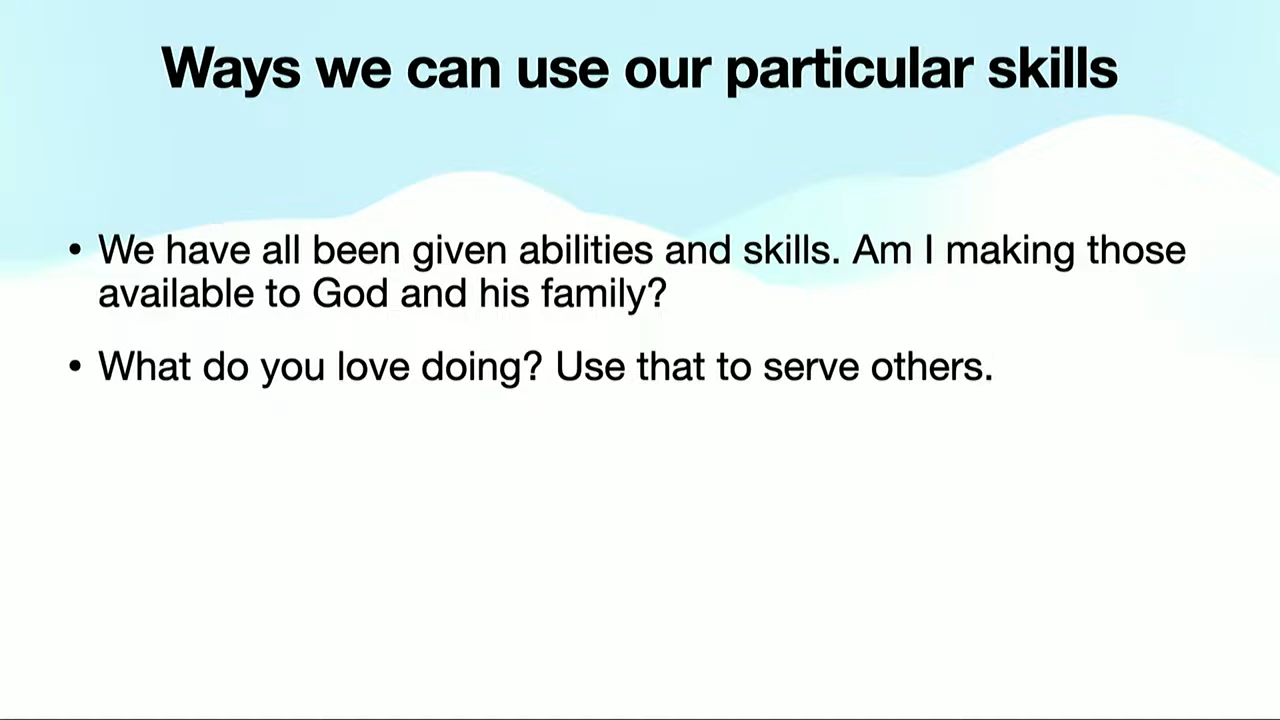 Ways we can use our particular skills
• We have all been given abilities and skills. Am I making those
available to God and his family?
• What do you love doing? Use that to serve others.